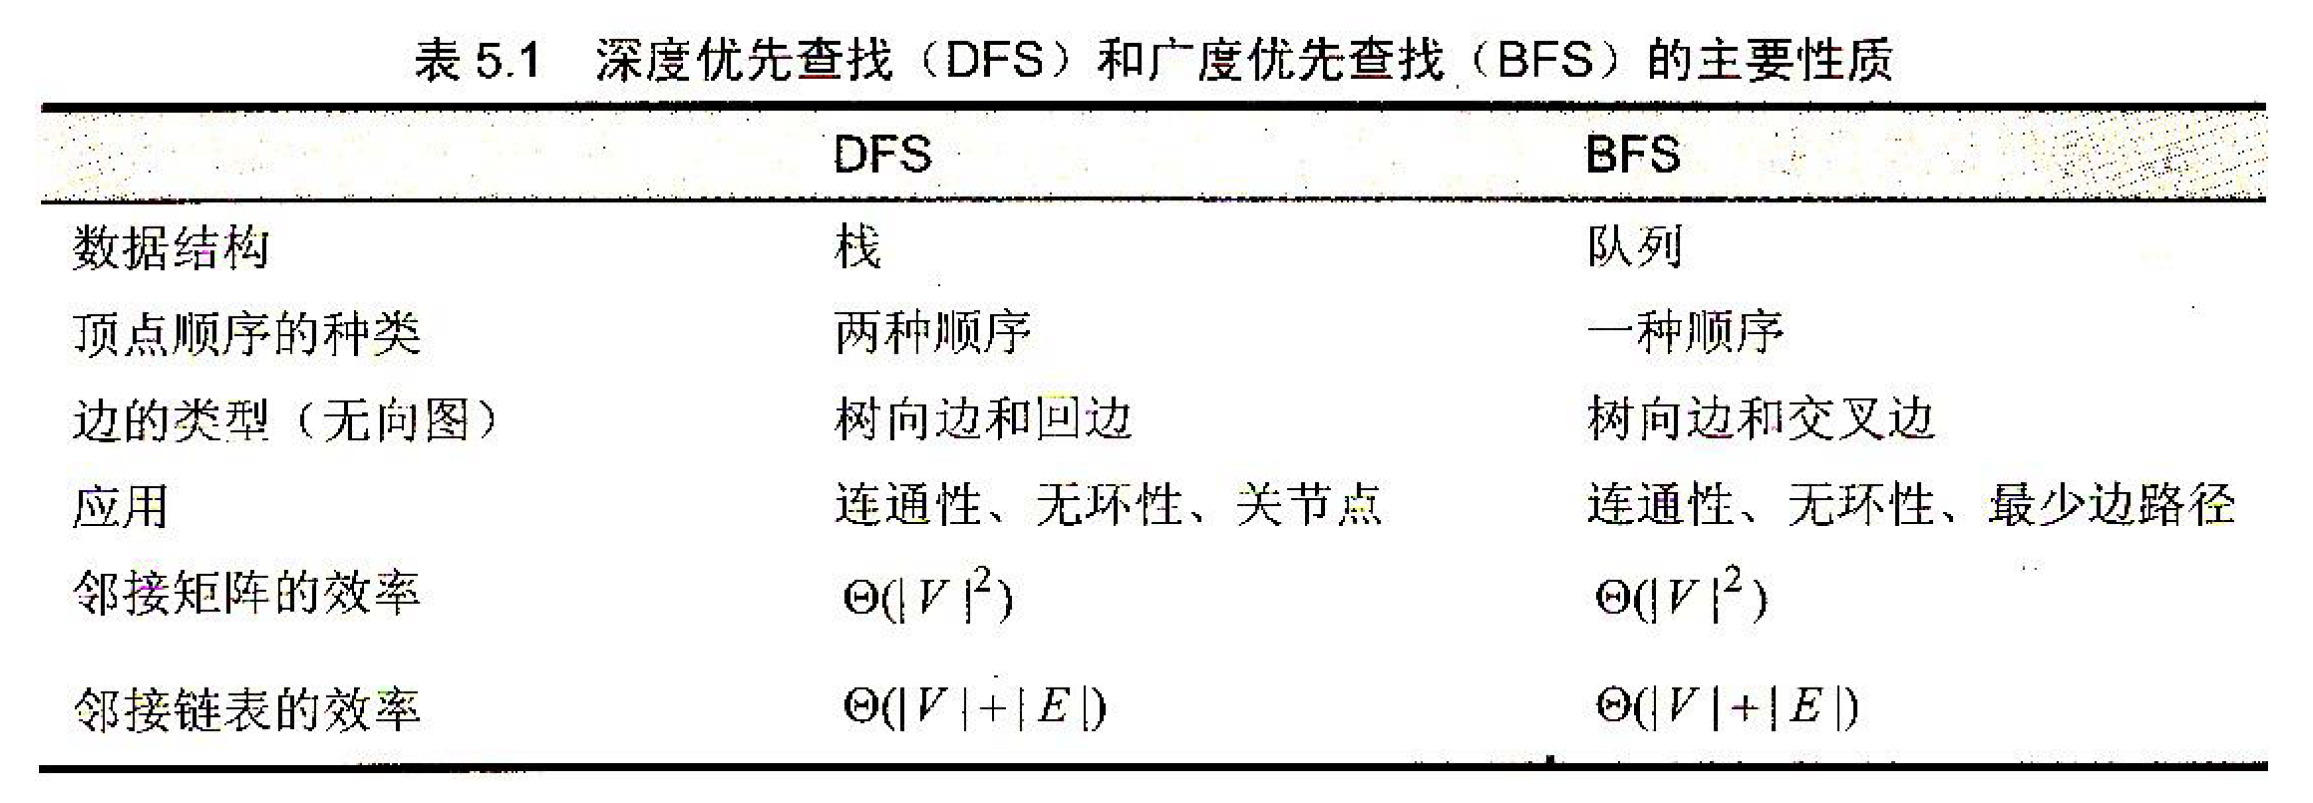 表 5.1 深度优先查找（DFS）和广度优先查找（BFS）的主要性质
DFS BFS
数据结构 栈 队列
顶点顺序的种类 两种顺序 一种顺序
边的类型（无向图） 树向边和回边 树向边和交叉边
应用 连通性、无环性、关节点 连通性、无环性、最少边路径
邻接矩阵的效率 Θ(|V|²) Θ(|V|²)
邻接链表的效率 Θ(|V|+|E|) Θ(|V|+|E|)